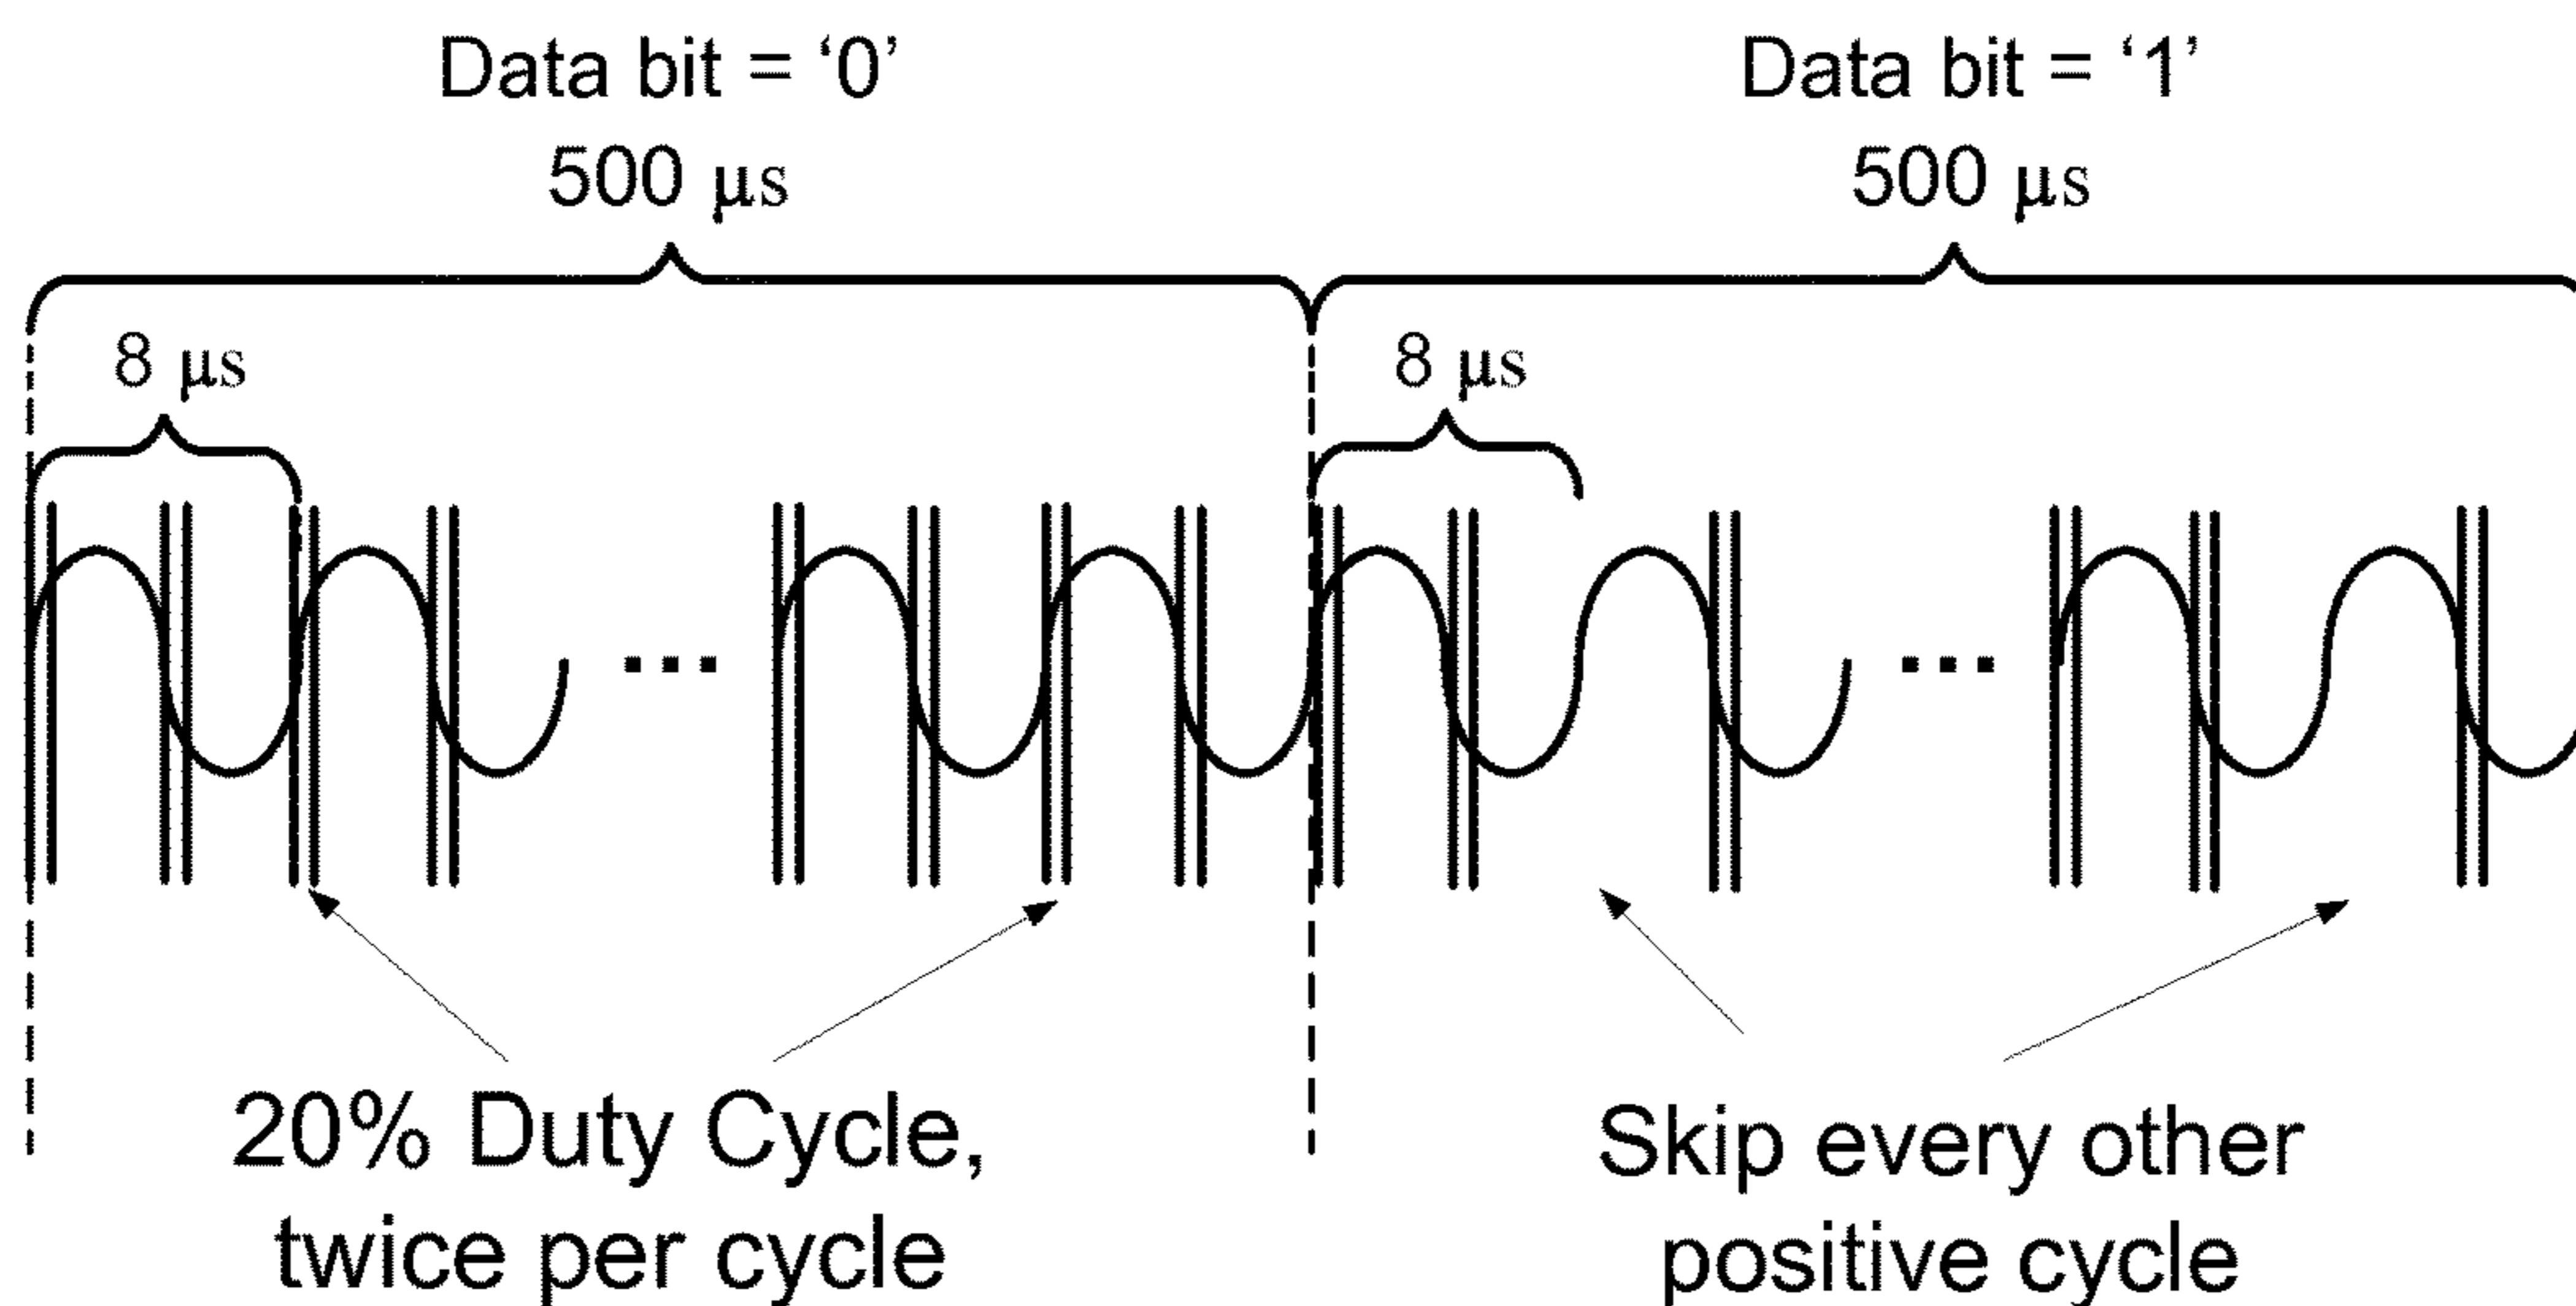 Data bit = ‘0’
500 μs
Data bit = ‘1’
500 μs
8 μs
8 μs
...
...
20% Duty Cycle,
twice per cycle
Skip every other
positive cycle